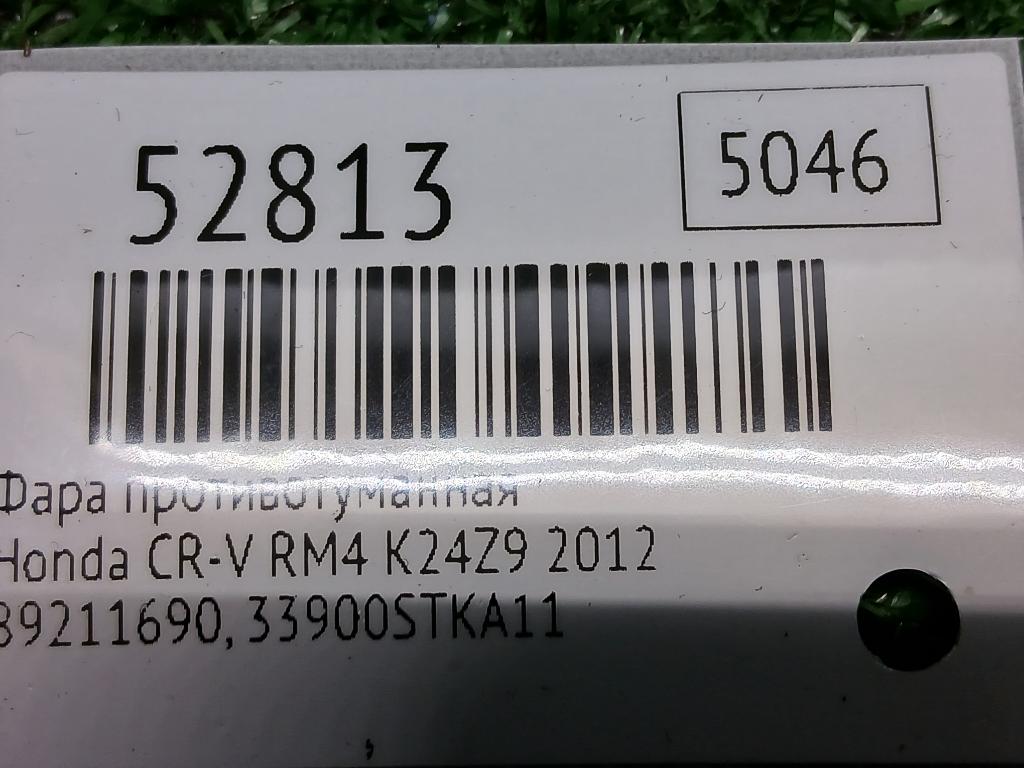 52813
5046
Фара противотуманная
Honda CR-V RM4 K24Z9 2012
89211690, 33900STKA11